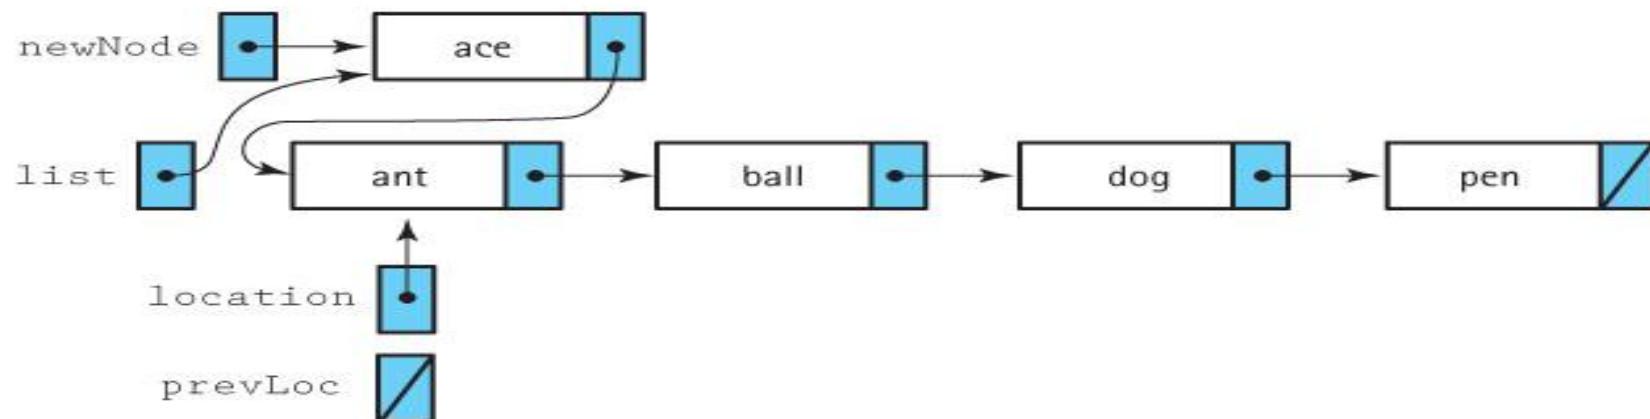 newNode ace
list ant ball dog pen
location
prevLoc